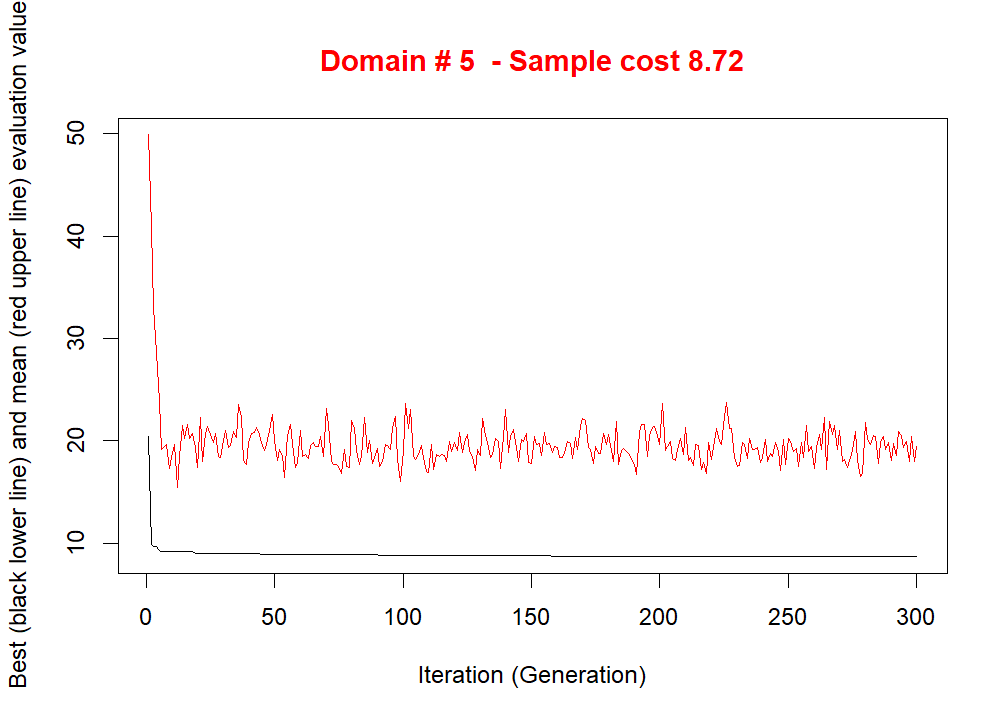 Domain # 5  - Sample cost 8.72
Best (black lower line) and mean (red upper line) evaluation value
50
40
30
20
10
0 50 100 150 200 250 300
Iteration (Generation)